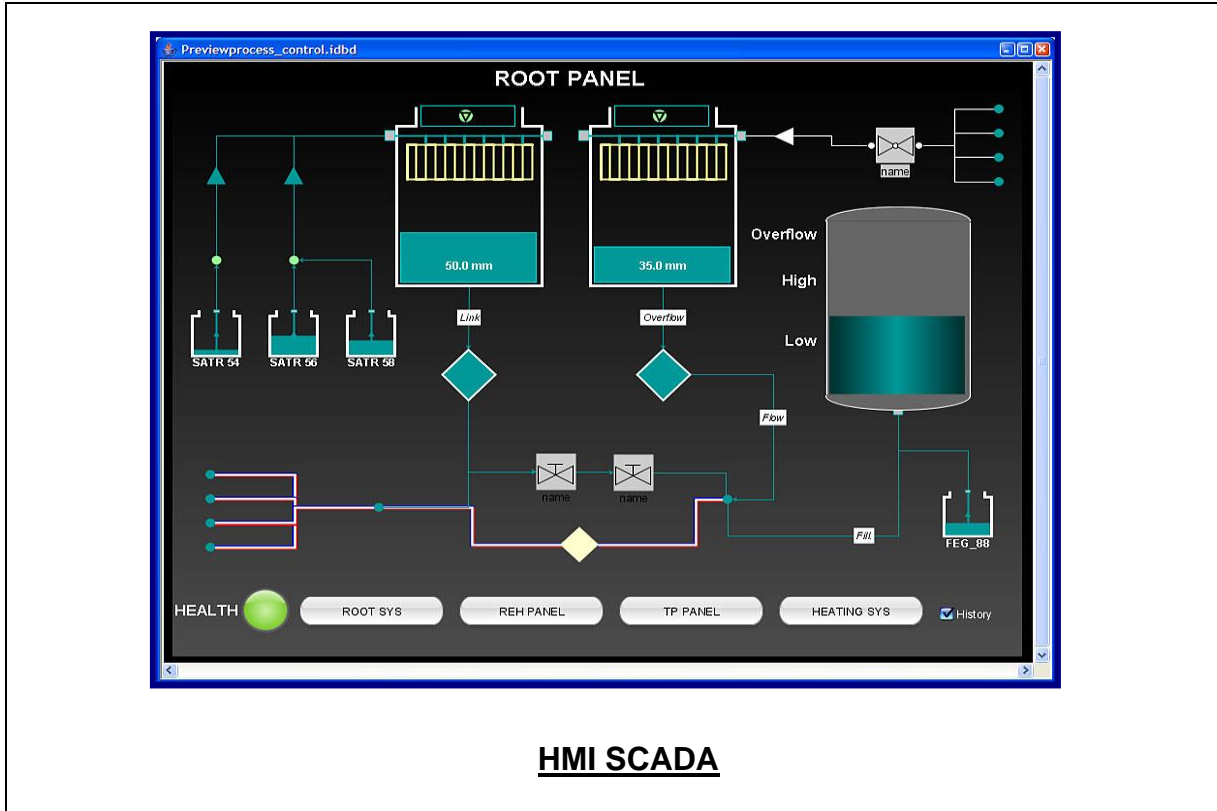 Previewprocess_control.idbd
ROOT PANEL
name
Overflow
50.0 mm
35.0 mm
High
Link
Overflow
Low
SATR 54
SATR 56
SATR 58
Flow
name
name
Fill
FEG_88
HEALTH
ROOT SYS
REH PANEL
TP PANEL
HEATING SYS
History
HMI SCADA